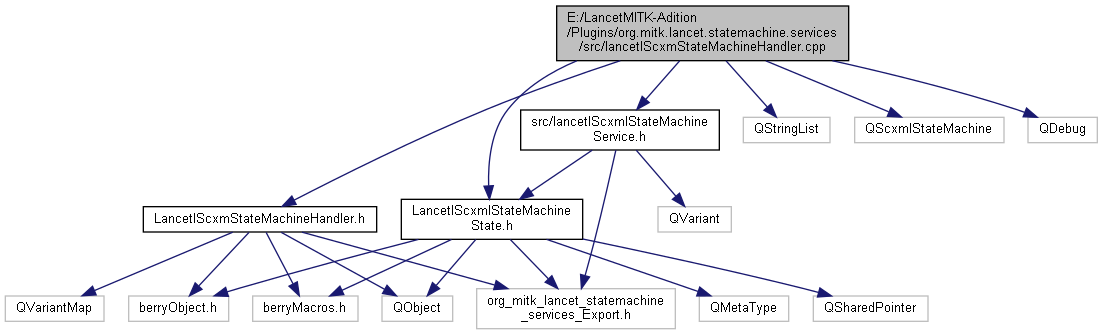 E:/LancetMITK-Adition
/Plugins/org.mitk.lancet.statemachine.services
/src/lancetIScxmStateMachineHandler.cpp
src/lancetIScxmlStateMachine
Service.h
QStringList
QScxmlStateMachine
QDebug
LancetIScxmStateMachineHandler.h
LancetIScxmlStateMachine
State.h
QVariant
QVariantMap
berryObject.h
berryMacros.h
QObject
org_mitk_lancet_statemachine
_services_Export.h
QMetaType
QSharedPointer